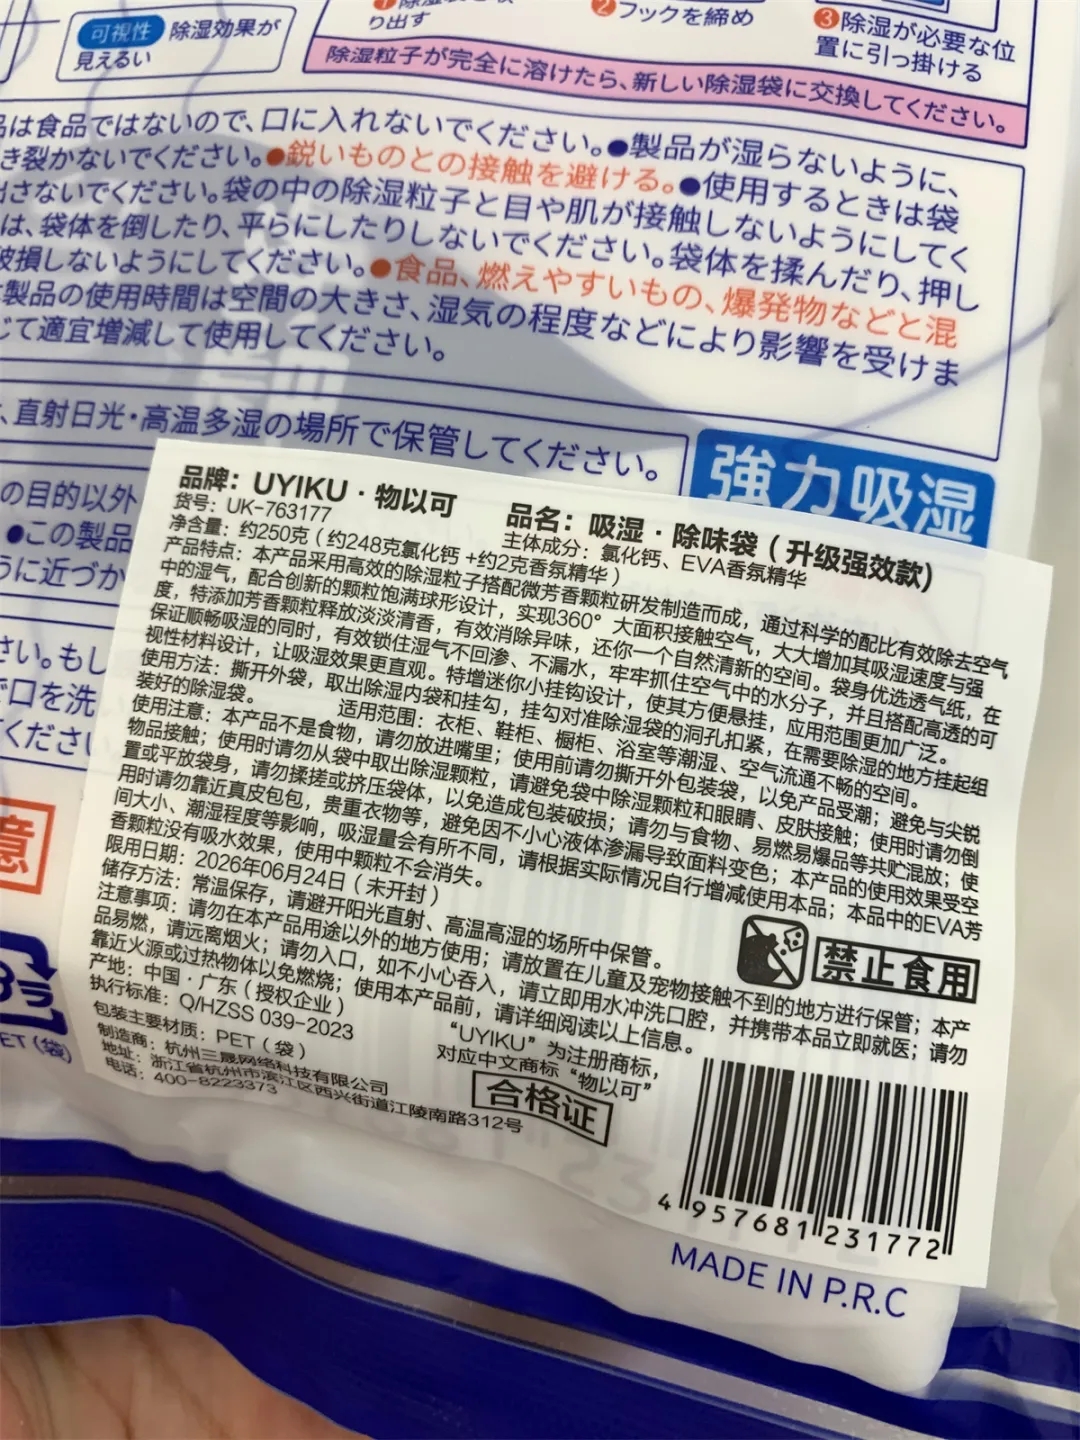 可視性 除湿効果が
見えるい
り出す
❷フックを締め
❸除湿が必要な位
置に引っ掛ける
除湿粒子が完全に溶けたら、新しい除湿袋に交換してください。
品は食品ではないので、口に入れないでください。●製品が湿らないように、
き裂かないでください。●鋭いものとの接触を避ける。●使用するときは袋
出さないでください。袋の中の除湿粒子と目や肌が接触しないようにしてく
は、袋体を倒したり、平らにしたりしないでください。袋体を揉んだり、押し
破損しないようにしてください。●食品、燃えやすいもの、爆発物などと混
製品の使用時間は空間の大きさ、湿気の程度などにより影響を受けま
じて適宜増減して使用してください。
、直射日光・高温多湿の場所で保管してください。
強力吸湿
の目的以外
●この製品
うに近づか
さい。もし
で口を洗
ください
意
プラ
PET(袋)
品牌：UYIKU·物以可 品名：吸湿·除味袋（升级强效款）
货号：UK-763177 主体成分：氯化钙、EVA香氛精华
净含量：约250克（约248克氯化钙+约2克香氛精华）
产品特点：本产品采用高效的除湿粒子搭配微芳香颗粒研发制造而成，通过科学的配比有效除去空气
中的湿气，配合创新的颗粒饱满球形设计，实现360°大面积接触空气，大大增加其吸湿速度与强
度，特添加芳香颗粒释放淡淡清香，有效消除异味，还你一个自然清新的空间。袋身优选透气纸，在
保证顺畅吸湿的同时，有效锁住湿气不回渗、不漏水，牢牢抓住空气中的水分子，并且搭配高透的可
视性材料设计，让吸湿效果更直观。特增迷你小挂钩设计，使其方便悬挂，应用范围更加广泛。
使用方法：撕开外袋，取出除湿内袋和挂勾，挂勾对准除湿袋的洞孔扣紧，在需要除湿的地方挂起组
装好的除湿袋。 适用范围：衣柜、鞋柜、橱柜、浴室等潮湿、空气流通不畅的空间。
使用注意：本产品不是食物，请勿放进嘴里；使用前请勿撕开外包装袋，以免产品受潮；避免与尖锐
物品接触；使用时请勿从袋中取出除湿颗粒，请避免袋中除湿颗粒和眼睛、皮肤接触；使用时请勿倒
置或平放袋身，请勿揉搓或挤压袋体，以免造成包装破损；请勿与食物、易燃易爆品等共贮混放；使
用时请勿靠近真皮包包，贵重衣物等，避免因不小心液体渗漏导致面料变色；本产品的使用效果受空
间大小、潮湿程度等影响，吸湿量会有所不同，请根据实际情况自行增减使用本品；本品中的EVA芳
香颗粒没有吸水效果，使用中颗粒不会消失。
限用日期：2026年06月24日（未开封）
储存方法：常温保存，请避开阳光直射、高温高湿的场所中保管。
禁止食用
注意事项：请勿在本产品用途以外的地方使用；请放置在儿童及宠物接触不到的地方进行保管；本产
品易燃，请远离烟火；请勿入口，如不小心吞入，请立即用水冲洗口腔，并携带本品立即就医；请勿
靠近火源或过热物体以免燃烧；使用本产品前，请详细阅读以上信息。
产地：中国·广东（授权企业）
执行标准：Q/HZSS 039-2023
“UYIKU”为注册商标，
对应中文商标“物以可”
包装主要材质：PET（袋）
制造商：杭州三晟网络科技有限公司
地址：浙江省杭州市滨江区西兴街道江陵南路312号
电话：400-8223373
合格证
4 957681 231772
MADE IN P.R.C